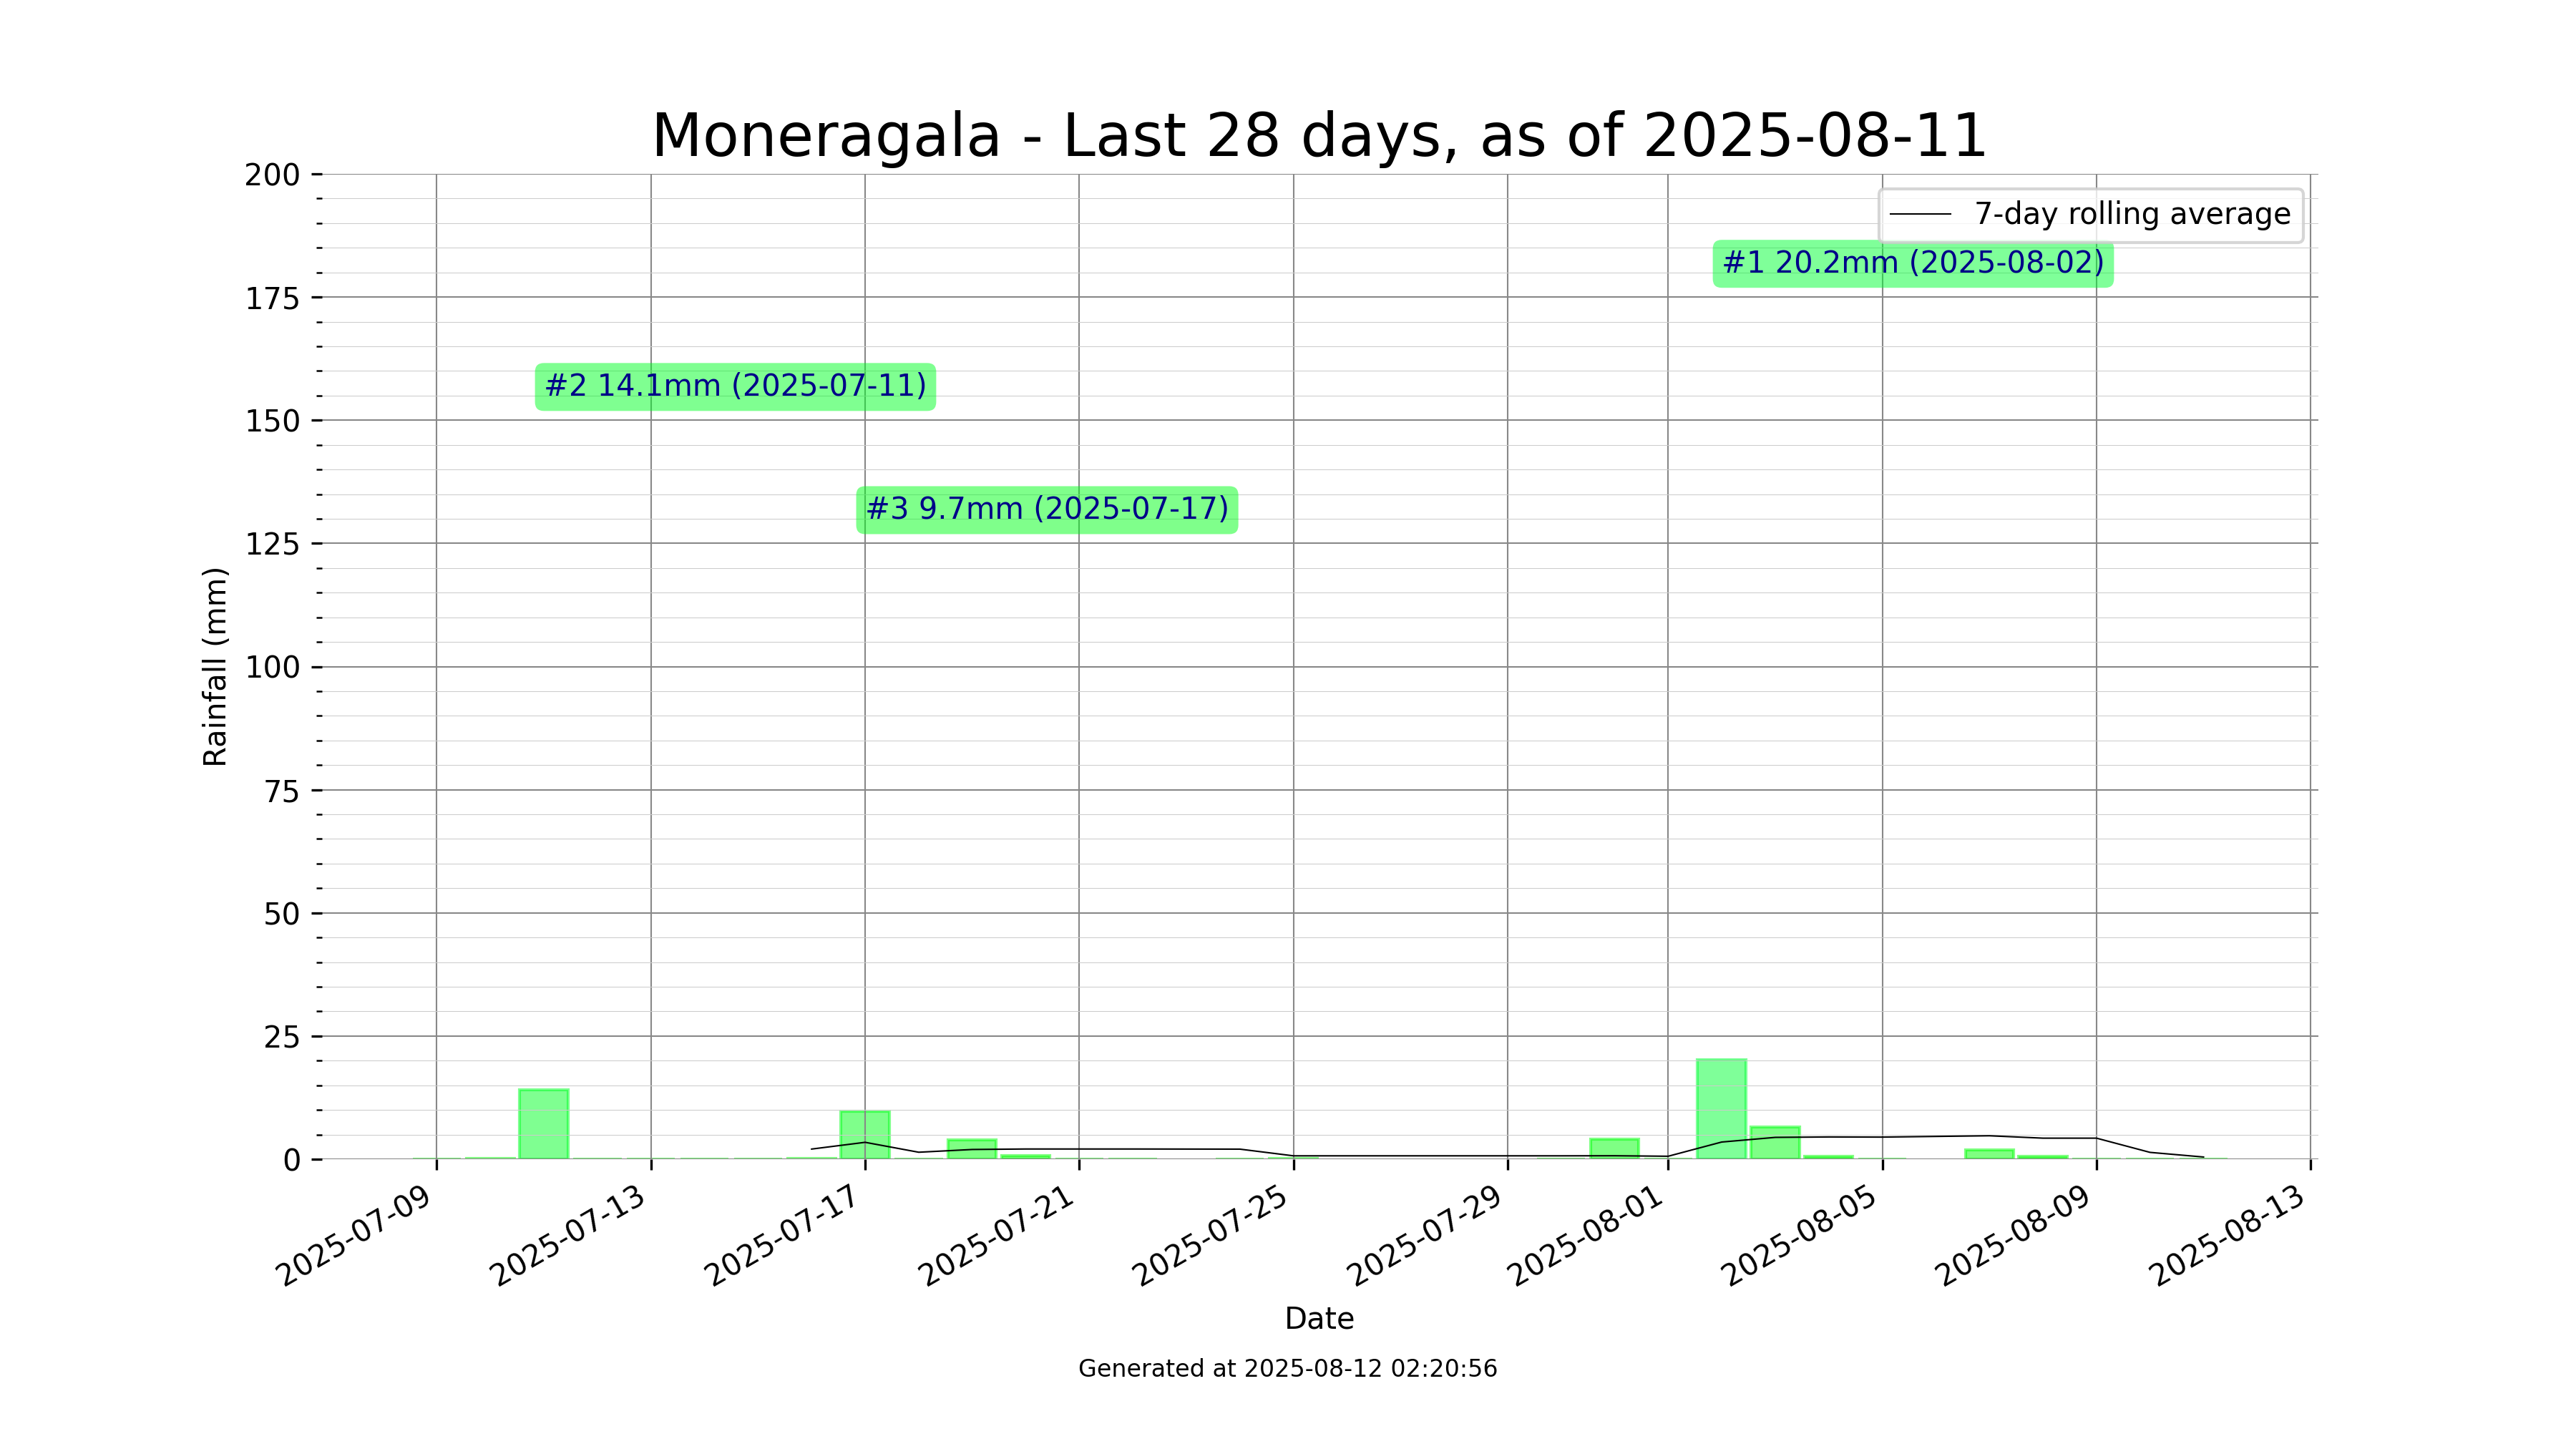 Moneragala - Last 28 days, as of 2025-08-11
200
175
150
125
100
75
50
25
0
Rainfall (mm)
7-day rolling average
#1 20.2mm (2025-08-02)
#2 14.1mm (2025-07-11)
#3 9.7mm (2025-07-17)
2025-07-09
2025-07-13
2025-07-17
2025-07-21
2025-07-25
2025-07-29
2025-08-01
2025-08-05
2025-08-09
2025-08-13
Date
Generated at 2025-08-12 02:20:56